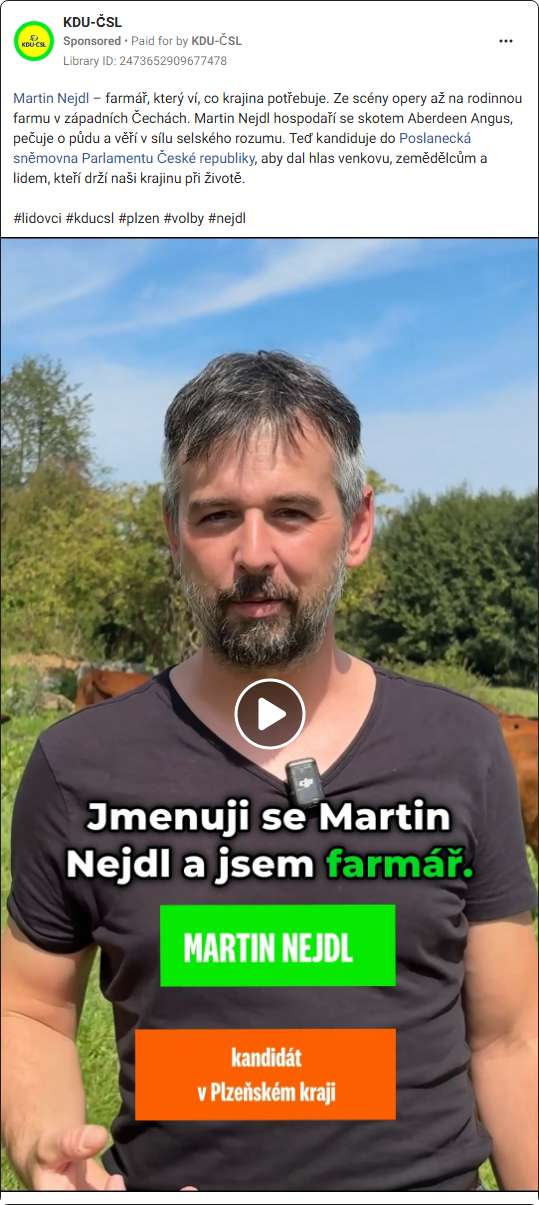 KDU-ČSL
KDU-ČSL
Sponsored • Paid for by KDU-ČSL
Library ID: 2473652909677478
Martin Nejdl – farmář, který ví, co krajina potřebuje. Ze scény opery až na rodinnou
farmu v západních Čechách. Martin Nejdl hospodaří se skotem Aberdeen Angus,
pečuje o půdu a věří v sílu selského rozumu. Teď kandiduje do Poslanecká
sněmovna Parlamentu České republiky, aby dal hlas venkovu, zemědělcům a
lidem, kteří drží naši krajinu při životě.
#lidovci #kducsl #plzen #volby #nejdl
dji
Jmenuji se Martin
Nejdl a jsem farmář.
MARTIN NEJDL
kandidát
v Plzeňském kraji